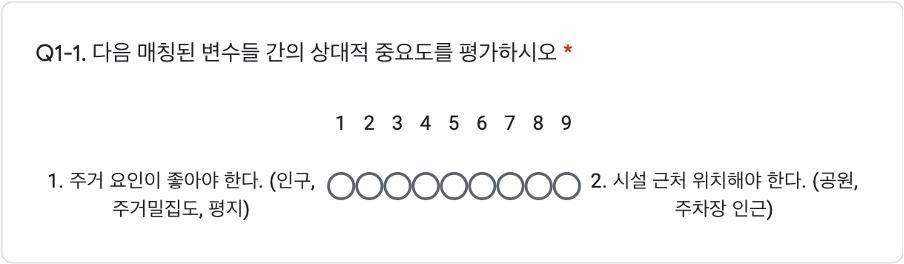 Q1-1. 다음 매칭된 변수들 간의 상대적 중요도를 평가하시오 *
1 2 3 4 5 6 7 8 9
1. 주거 요인이 좋아야 한다. (인구,
주거밀집도, 평지)
2. 시설 근처 위치해야 한다. (공원,
주차장 인근)